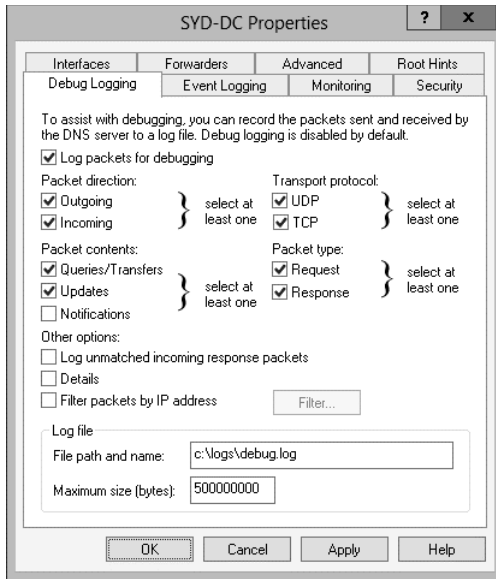 SYD-DC Properties
? x
Interfaces Forwarders Advanced Root Hints
Debug Logging Event Logging Monitoring Security
To assist with debugging, you can record the packets sent and received by
the DNS server to a log file. Debug logging is disabled by default.
Log packets for debugging
Packet direction:
Outgoing
Incoming
select at
least one
Transport protocol:
UDP
TCP
select at
least one
Packet contents:
Queries/Transfers
Updates
Notifications
select at
least one
Packet type:
Request
Response
select at
least one
Other options:
Log unmatched incoming response packets
Details
Filter packets by IP address
Filter...
Log file
File path and name: c:\logs\debug.log
Maximum size (bytes): 500000000
OK Cancel Apply Help